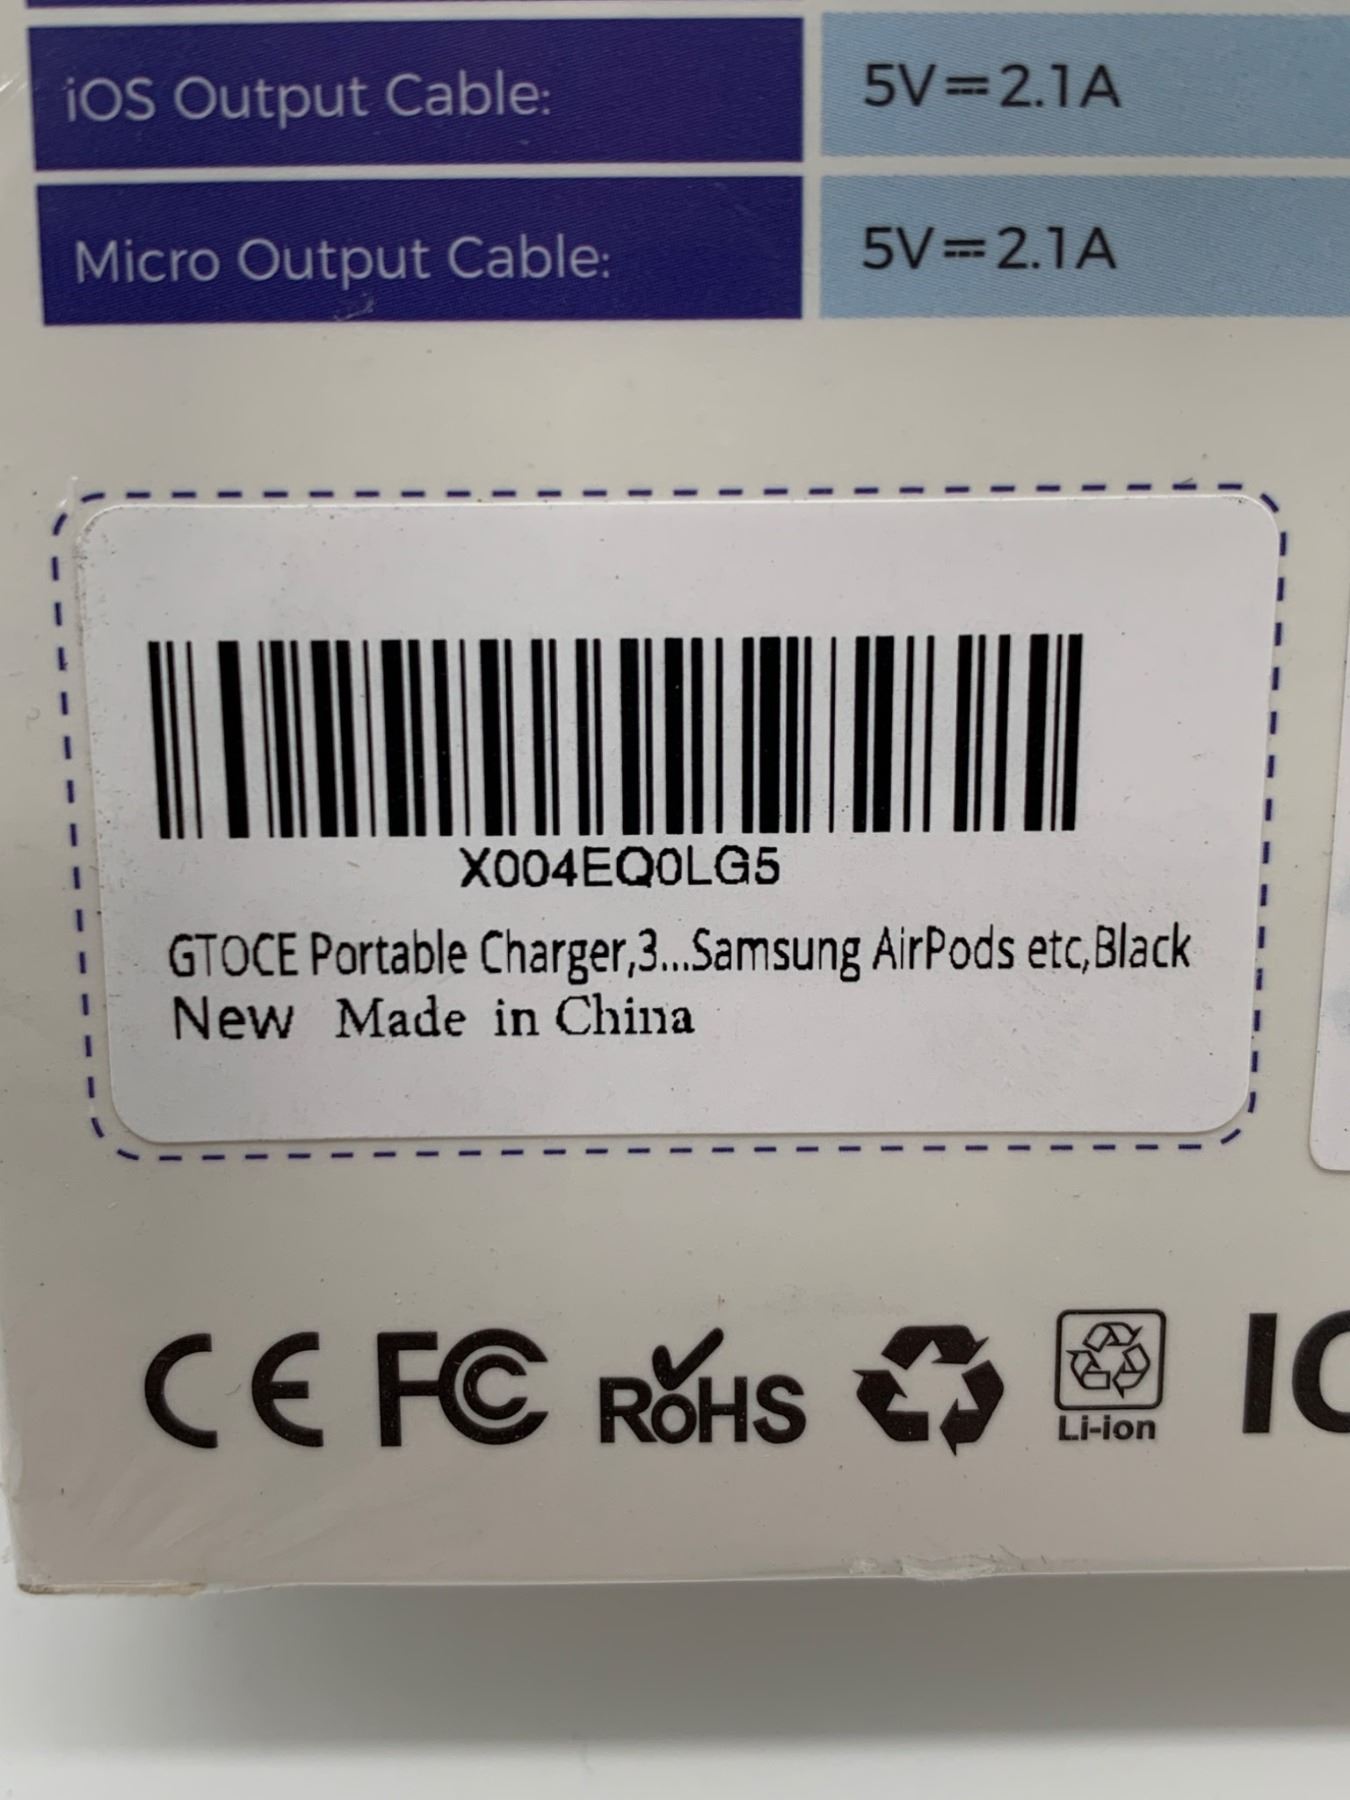 iOS Output Cable: 5V⎓2.1A
Micro Output Cable: 5V⎓2.1A
X004EQ0LG5
GTOCE Portable Charger,3...Samsung AirPods etc,Black
New Made in China
CE FC RoHS Li-ion